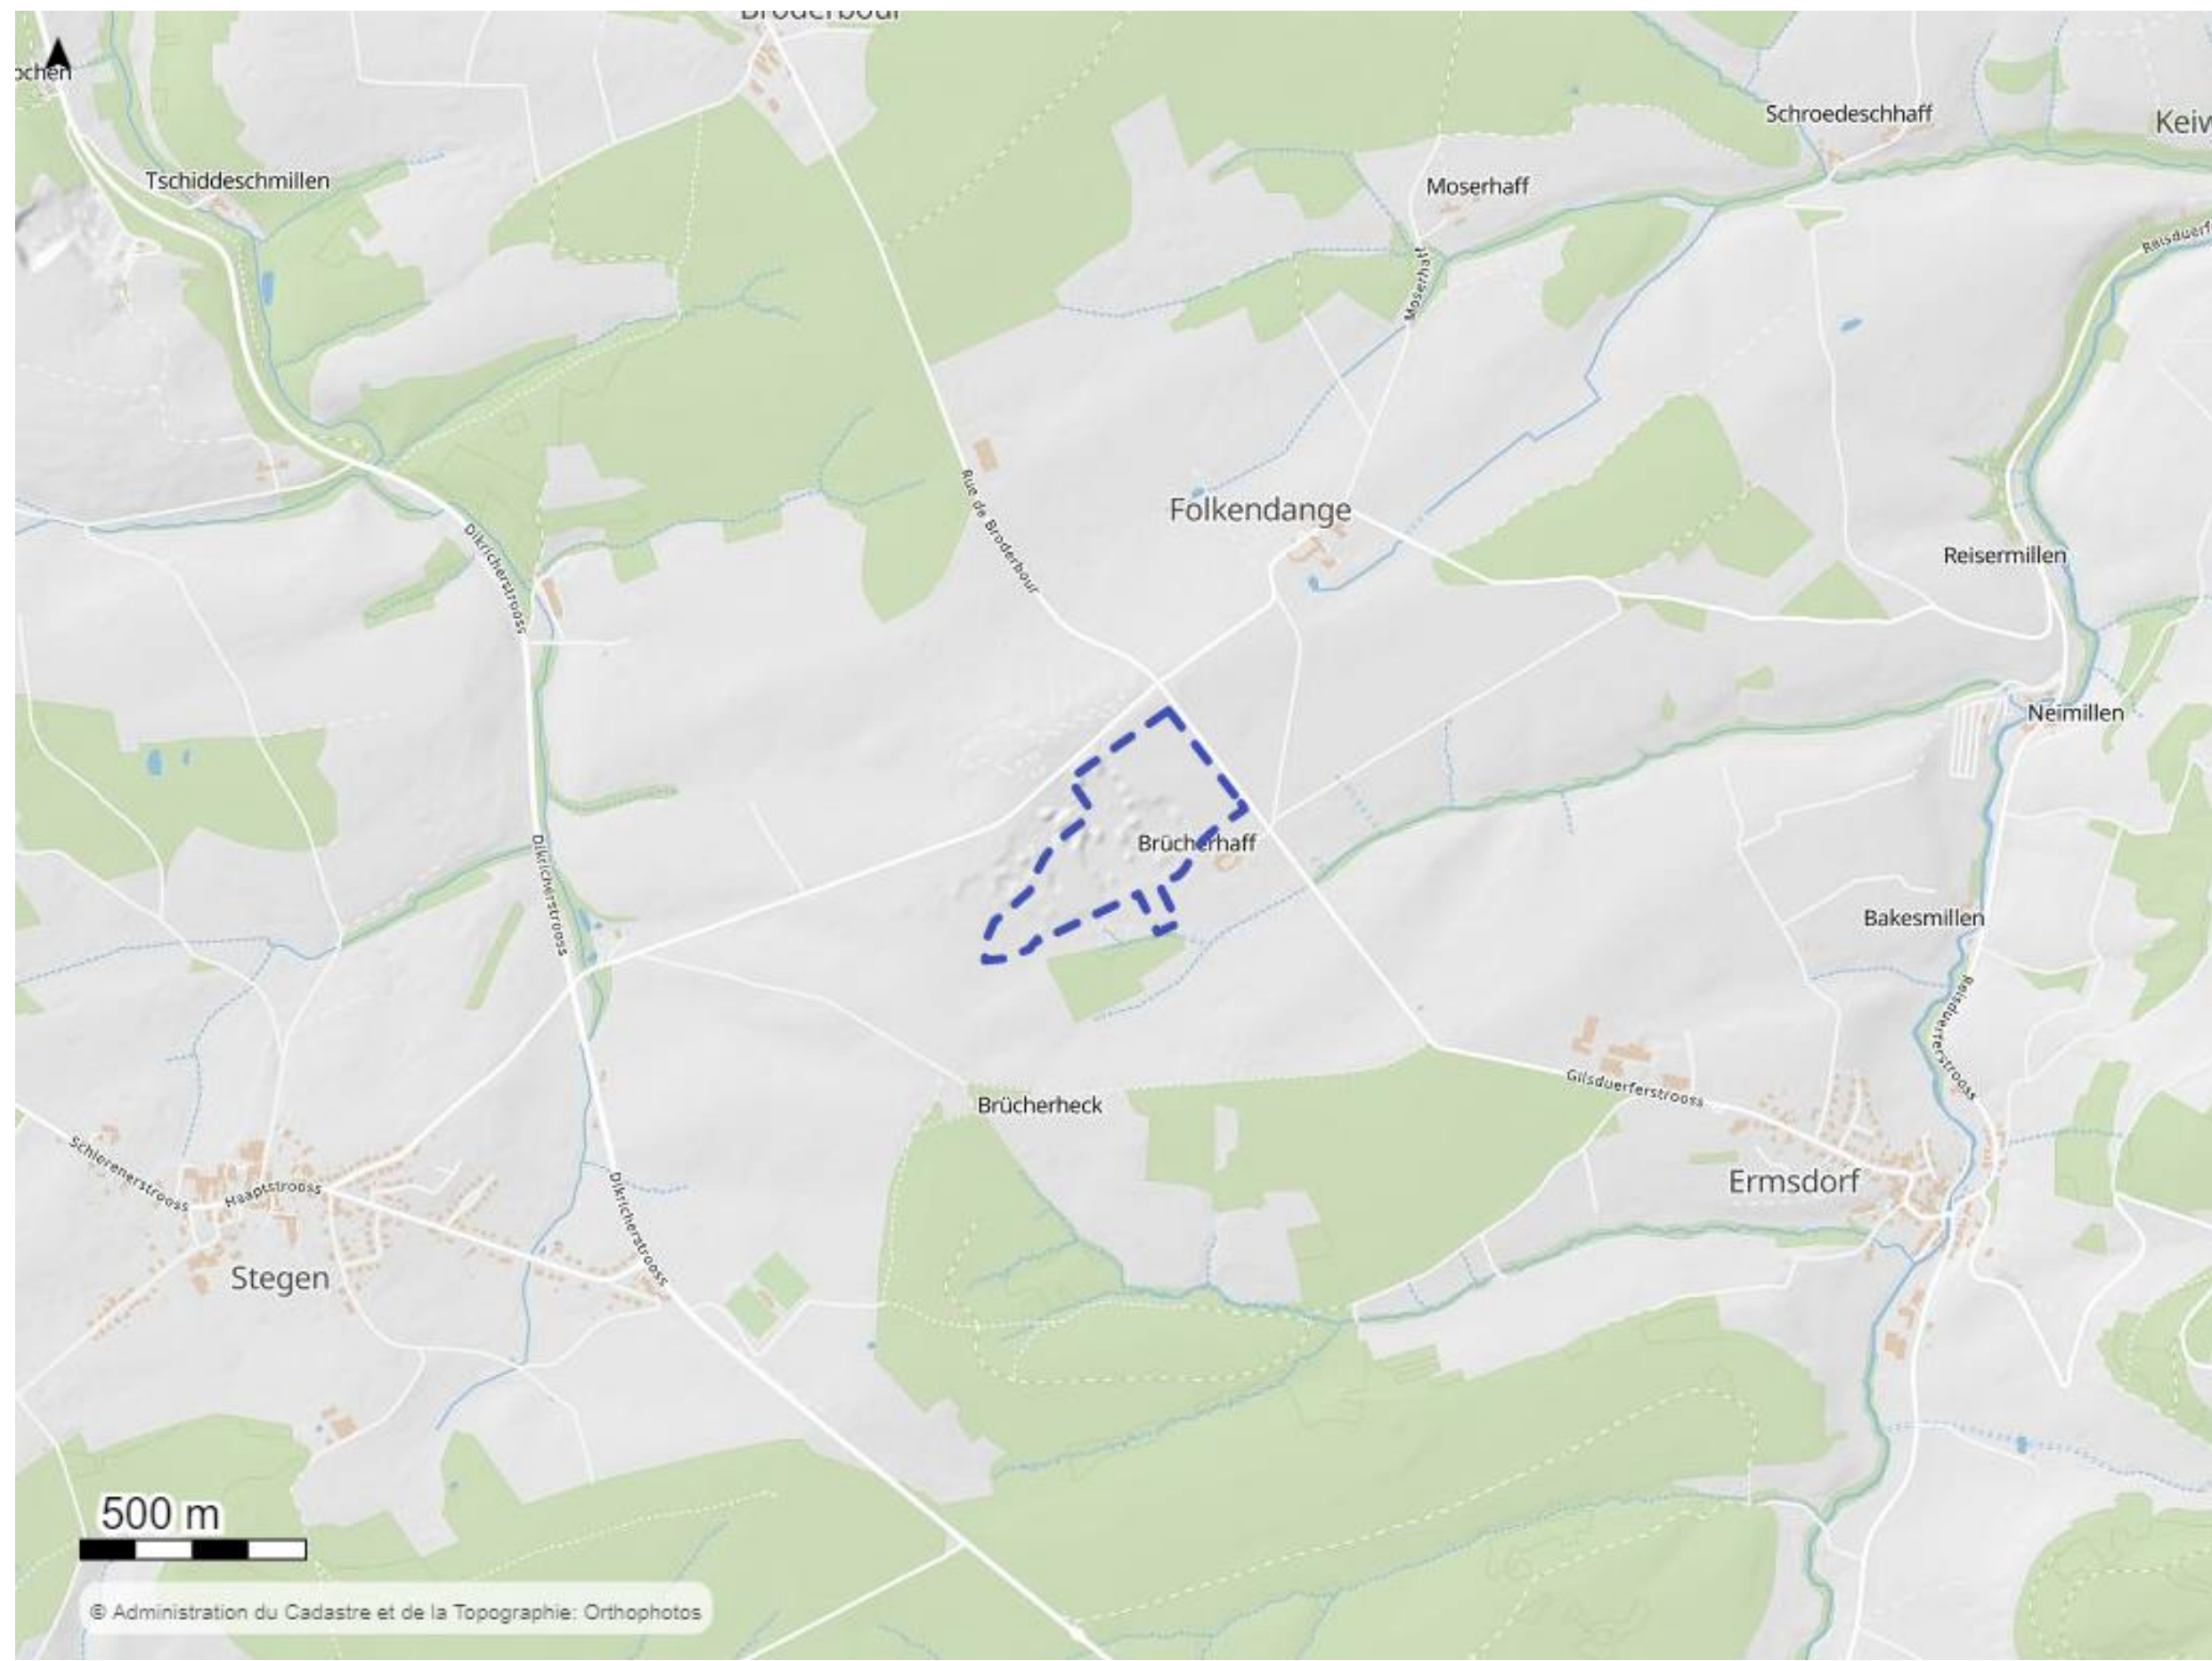 Broderbour
ochen
Schroedeschhaff
Keiw
Tschiddeschmillen
Moserhaff
Reisduerf
Moserhaff
Rue de Broderbour
Folkendange
Dikricherstrooss
Reisermillen
Neimillen
Brücherhaff
Dikricherstrooss
Bakesmillen
Reisduerferstrooss
Gilsduerferstrooss
Brücherheck
Schierenerstrooss
Haaptstrooss
Dikricherstrooss
Ermsdorf
Stegen
500 m
© Administration du Cadastre et de la Topographie: Orthophotos